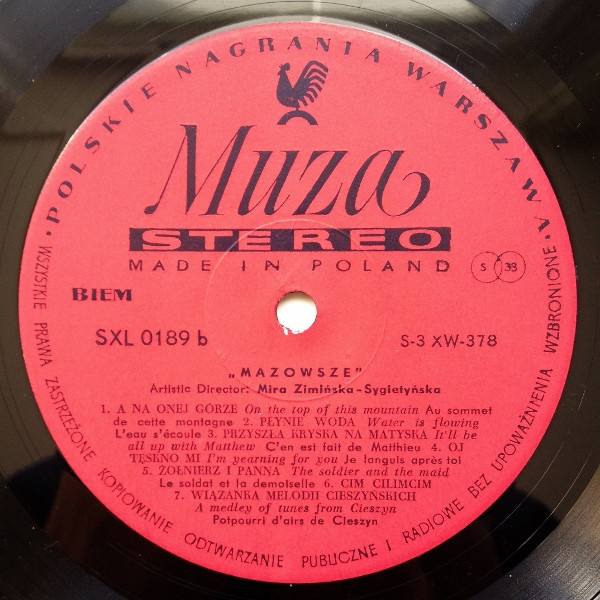 · POLSKIE NAGRANIA WARSZAWA ·
Muza
STEREO
MADE IN POLAND
S 33
BIEM
SXL 0189 b
S-3 XW-378
„MAZOWSZE"
Artistic Director: Mira Zimińska-Sygietyńska
1. A NA ONEJ GÓRZE On the top of this mountain Au sommet
de cette montagne 2. PŁYNIE WODA Water is flowing
L'eau s'écoule 3. PRZYSZŁA KRYSKA NA MATYSKA It'll be
all up with Matthew C'en est fait de Matthieu 4. OJ
TĘSKNO MI I'm yearning for you Je languis après toi
5. ŻOŁNIERZ I PANNA The soldier and the maid
Le soldat et la demoiselle 6. CIM CILIMCIM
7. WIĄZANKA MELODII CIESZYŃSKICH
A medley of tunes from Cieszyn
Potpourri d'airs de Cieszyn
WSZYSTKIE PRAWA ZASTRZEŻONE KOPIOWANIE ODTWARZANIE PUBLICZNE I RADIOWE BEZ UPOWAŻNIENIA WZBRONIONE